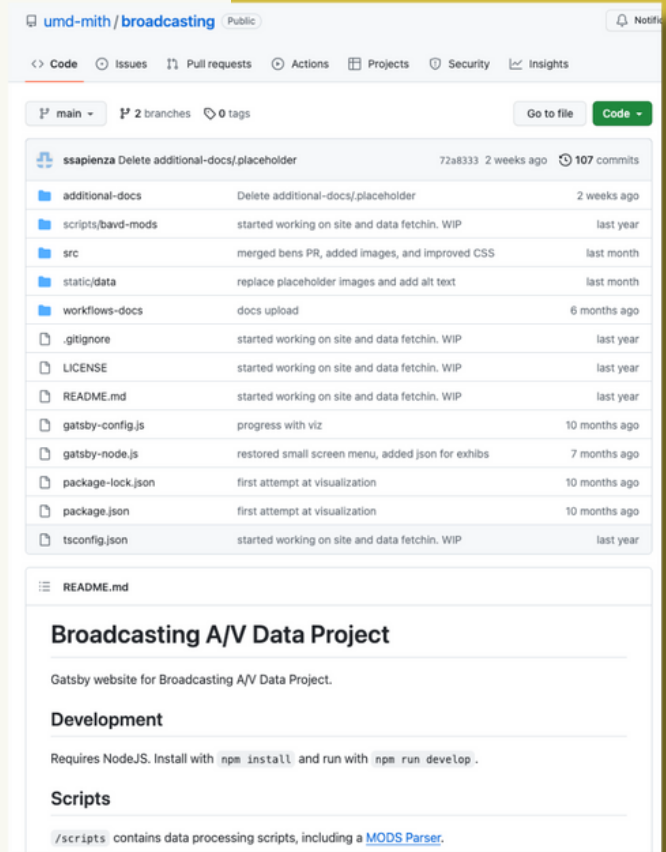 umd-mith / broadcasting Public
Code Issues Pull requests Actions Projects Security Insights
main 2 branches 0 tags Go to file Code
ssapienza Delete additional-docs/.placeholder 72a8333 2 weeks ago 107 commits
additional-docs Delete additional-docs/.placeholder 2 weeks ago
scripts/bavd-mods started working on site and data fetchin. WIP last year
src merged bens PR, added images, and improved CSS last month
static/data replace placeholder images and add alt text last month
workflows-docs docs upload 6 months ago
.gitignore started working on site and data fetchin. WIP last year
LICENSE started working on site and data fetchin. WIP last year
README.md started working on site and data fetchin. WIP last year
gatsby-config.js progress with viz 10 months ago
gatsby-node.js restored small screen menu, added json for exhibs 7 months ago
package-lock.json first attempt at visualization 10 months ago
package.json first attempt at visualization 10 months ago
tsconfig.json started working on site and data fetchin. WIP last year
README.md
Broadcasting A/V Data Project
Gatsby website for Broadcasting A/V Data Project.
Development
Requires NodeJS. Install with npm install and run with npm run develop.
Scripts
/scripts contains data processing scripts, including a MODS Parser.